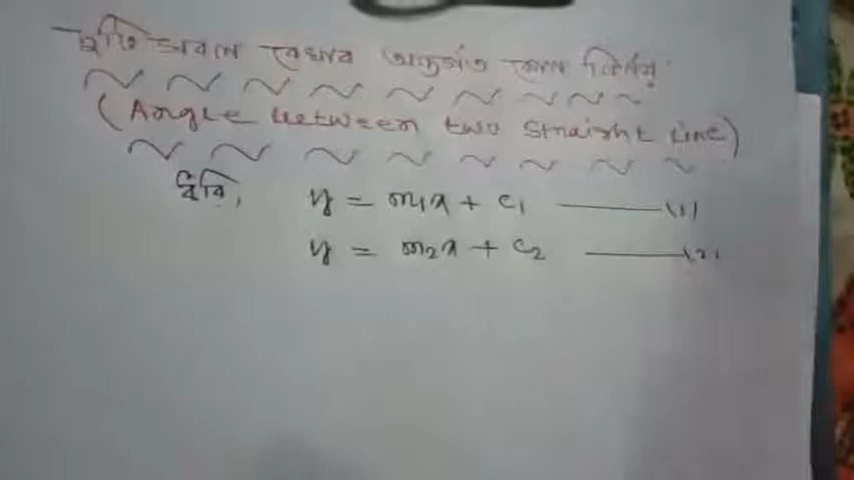 দুটি সরল রেখার অন্তর্গত কোণ নির্ণয়
(Angle between two straight line)
ধরি, y = m₁x + c₁ ——— (1)
y = m₂x + c₂ ——— (2)